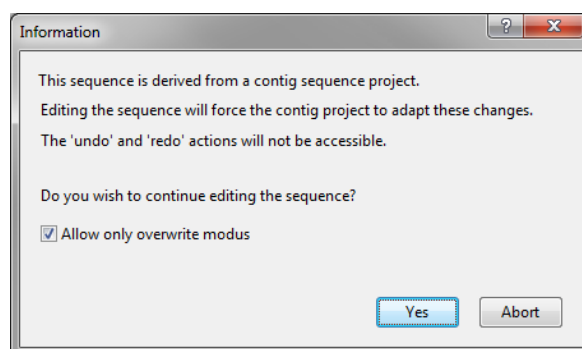 Information
?
This sequence is derived from a contig sequence project.
Editing the sequence will force the contig project to adapt these changes.
The 'undo' and 'redo' actions will not be accessible.
Do you wish to continue editing the sequence?
Allow only overwrite modus
Yes
Abort